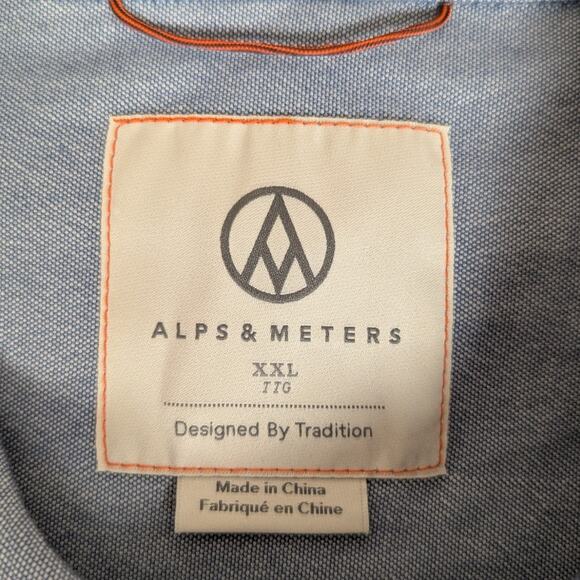 ALPS & METERS
XXL
TTG
Designed By Tradition
Made in China
Fabriqué en Chine